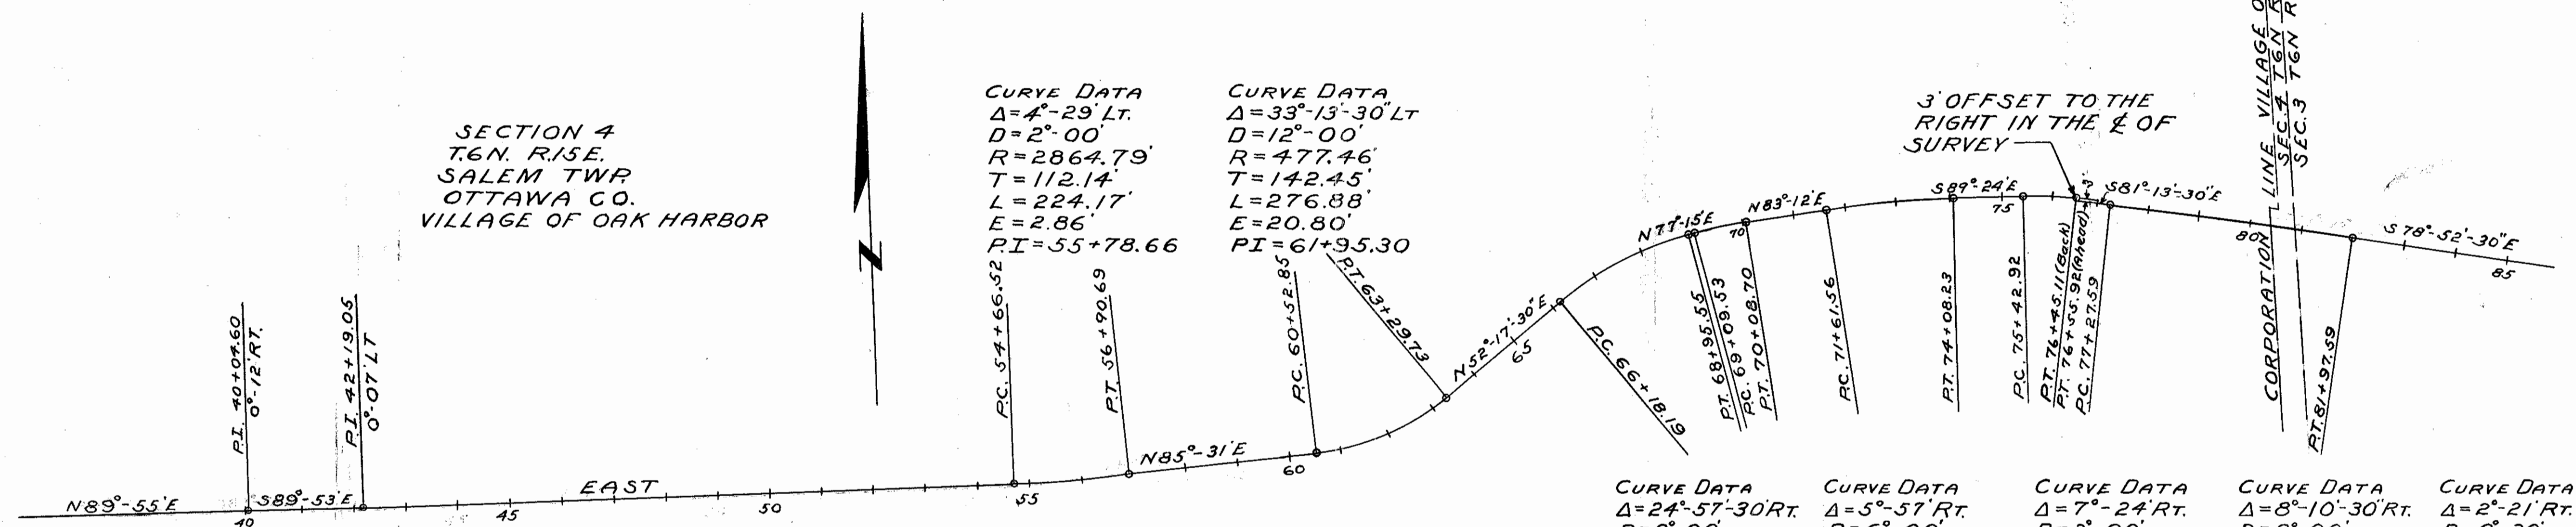 SECTION 4
T.6N. R.15E.
SALEM TWP.
OTTAWA CO.
VILLAGE OF OAK HARBOR
N
CURVE DATA
Δ=4°-29' LT.
D=2°-00'
R=2864.79'
T=112.14'
L=224.17'
E=2.86'
P.I=55+78.66
CURVE DATA
Δ=33°-13'-30" LT
D=12°-00'
R=477.46'
T=142.45'
L=276.88'
E=20.80'
PI=61+95.30
3' OFFSET TO THE
RIGHT IN THE ℄ OF
SURVEY
LINE VILLAGE
CORPORATION
SEC. 4 T6N R
SEC. 3 T6N R
P.I. 40+04.60
0°-12' RT.
P.I. 42+19.05
0°-07' LT
P.C. 54+66.52
P.T. 56+90.69
P.C. 60+52.85
P.T. 63+29.73
P.C. 66+18.19
P.T. 68+95.55
P.C. 69+09.53
P.T. 70+08.70
P.C. 71+61.56
P.T. 74+08.23
P.C. 75+42.92
P.T. 76+45.11 (Back)
P.T. 76+55.92 (Ahead)
P.C. 77+27.59
P.T. 81+97.59
N89°-55'E
40
S89°-53'E
45
EAST
50
55
N85°-31'E
60
N52°-17'-30"E
65
N77°-15'E
70
N83°-12'E
S89°-24'E
75
3'
S81°-13'-30"E
80
S78°-52'-30"E
85
CURVE DATA
Δ=24°-57'-30" RT.
CURVE DATA
Δ=5°-57' RT.
CURVE DATA
Δ=7°-24' RT.
CURVE DATA
Δ=8°-10'-30" RT.
CURVE DATA
Δ=2°-21' RT.